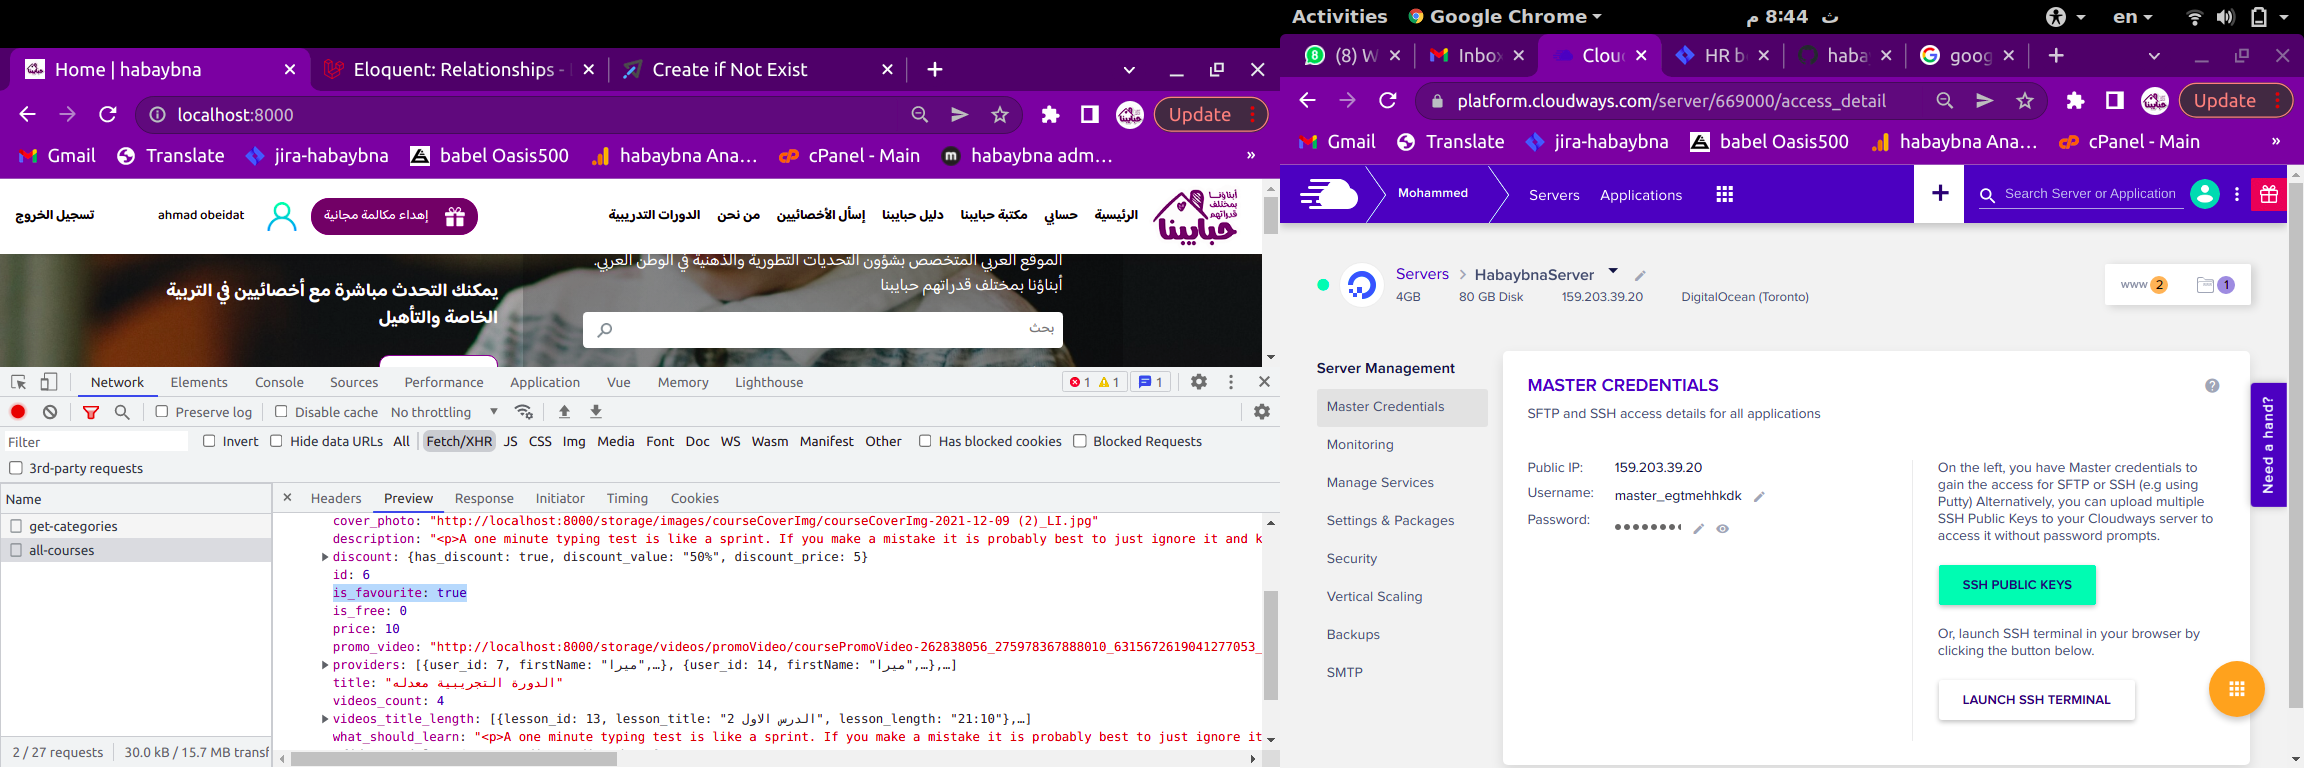 Home | habaybna
Eloquent: Relationships -
Create if Not Exist
localhost:8000
Update
Gmail
Translate
jira-habaybna
babel Oasis500
habaybna Ana...
cPanel - Main
habaybna adm...
»
الرئيسية
حسابي
مكتبة حبايبنا
دليل حبايبنا
إسأل الأخصائيين
من نحن
الدورات التدريبية
إهداء مكالمة مجانية
ahmad obeidat
تسجيل الخروج
أبناؤنا بمختلف قدراتهم حبايبنا
الموقع العربي المتخصص بشؤون التحديات التطورية والذهنية في الوطن العربي.
أبناؤنا بمختلف قدراتهم حبايبنا
بحث
يمكنك التحدث مباشرة مع أخصائيين في التربية
الخاصة والتأهيل
Network
Elements
Console
Sources
Performance
Application
Vue
Memory
Lighthouse
1
1
1
Preserve log
Disable cache
No throttling
Filter
Invert
Hide data URLs
All
Fetch/XHR
JS
CSS
Img
Media
Font
Doc
WS
Wasm
Manifest
Other
Has blocked cookies
Blocked Requests
3rd-party requests
Name
get-categories
all-courses
2 / 27 requests
30.0 kB / 15.7 MB transf
Headers
Preview
Response
Initiator
Timing
Cookies
cover_photo: "http://localhost:8000/storage/images/courseCoverImg/courseCoverImg-2021-12-09 (2)_LI.jpg"
description: "<p>A one minute typing test is like a sprint. If you make a mistake it is probably best to just ignore it and k
discount: {has_discount: true, discount_value: "50%", discount_price: 5}
id: 6
is_favourite: true
is_free: 0
price: 10
promo_video: "http://localhost:8000/storage/videos/promoVideo/coursePromoVideo-262838056_275978367888010_6315672619041277053_
providers: [{user_id: 7, firstName: "ميرا",…}, {user_id: 14, firstName: "ميرا",…},…]
title: "الدورة التجريبية معدله"
videos_count: 4
videos_title_length: [{lesson_id: 13, lesson_title: "الدرس الاول 2", lesson_length: "21:10"},…]
what_should_learn: "<p>A one minute typing test is like a sprint. If you make a mistake it is probably best to just ignore it
Activities
Google Chrome
ث 8:44 م
en
(8) W
Inbox
Clou
HR b
haba
goog
platform.cloudways.com/server/669000/access_detail
Update
Gmail
Translate
jira-habaybna
babel Oasis500
habaybna Ana...
cPanel - Main
»
Mohammed
Servers
Applications
+
Search Server or Application
Servers
HabaybnaServer
4GB
80 GB Disk
159.203.39.20
DigitalOcean (Toronto)
www 2
1
Server Management
Master Credentials
Monitoring
Manage Services
Settings & Packages
Security
Vertical Scaling
Backups
SMTP
MASTER CREDENTIALS
SFTP and SSH access details for all applications
Public IP: 159.203.39.20
Username: master_egtmehhkdk
Password:
On the left, you have Master credentials to
gain the access for SFTP or SSH (e.g using
Putty) Alternatively, you can upload multiple
SSH Public Keys to your Cloudways server to
access it without password prompts.
SSH PUBLIC KEYS
Or, launch SSH terminal in your browser by
clicking the button below.
LAUNCH SSH TERMINAL
Need a hand?